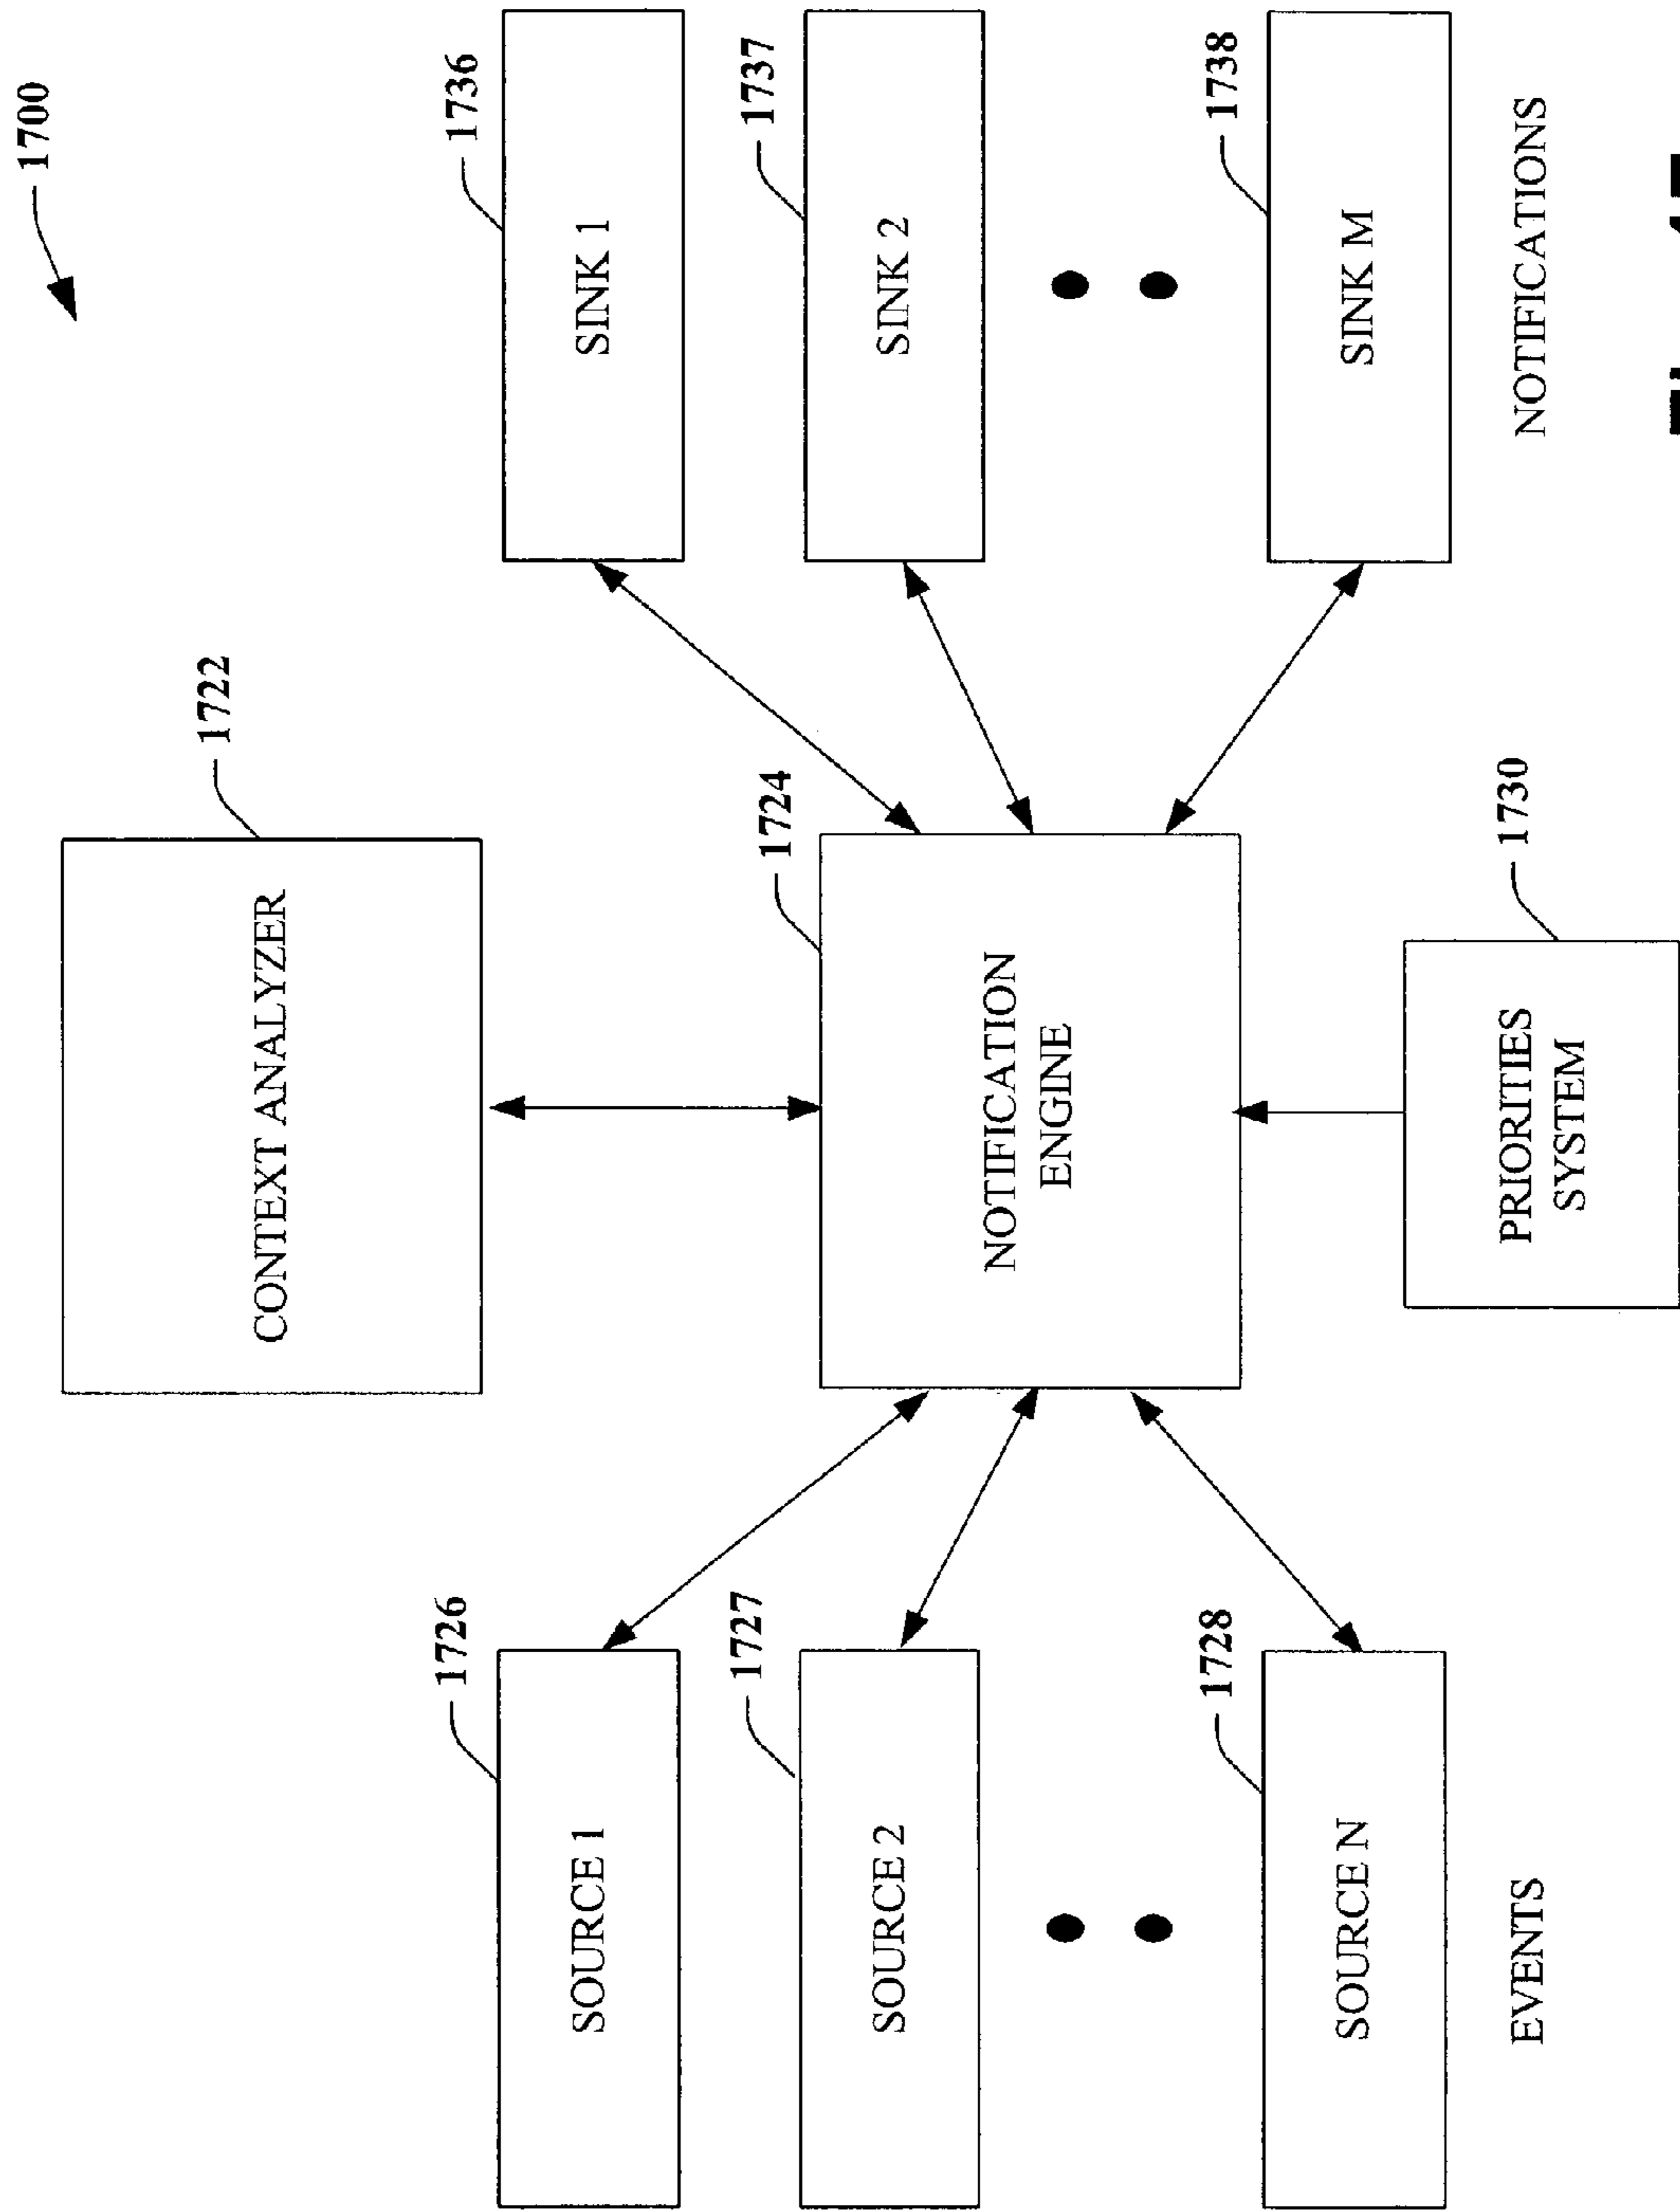 1700
CONTEXT ANALYZER
1722
SOURCE 1
1726
SOURCE 2
1727
SOURCE N
1728
EVENTS
NOTIFICATION
ENGINE
1724
PRIORITIES
SYSTEM
1730
SINK 1
1736
SINK 2
1737
SINK M
1738
NOTIFICATIONS